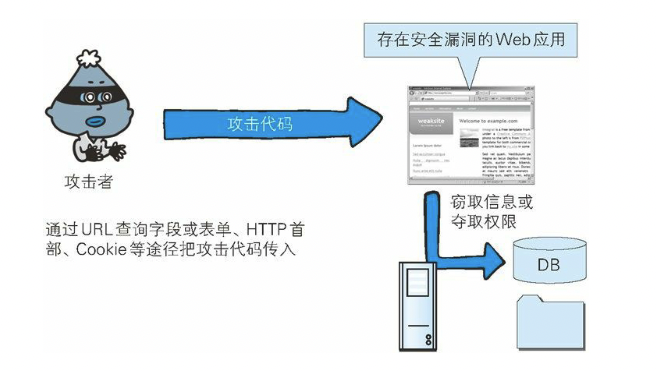 存在安全漏洞的Web应用
攻击代码
weaksite
Welcome to example.com
攻击者
通过URL查询字段或表单、HTTP首
部、Cookie等途径把攻击代码传入
窃取信息或
夺取权限
DB